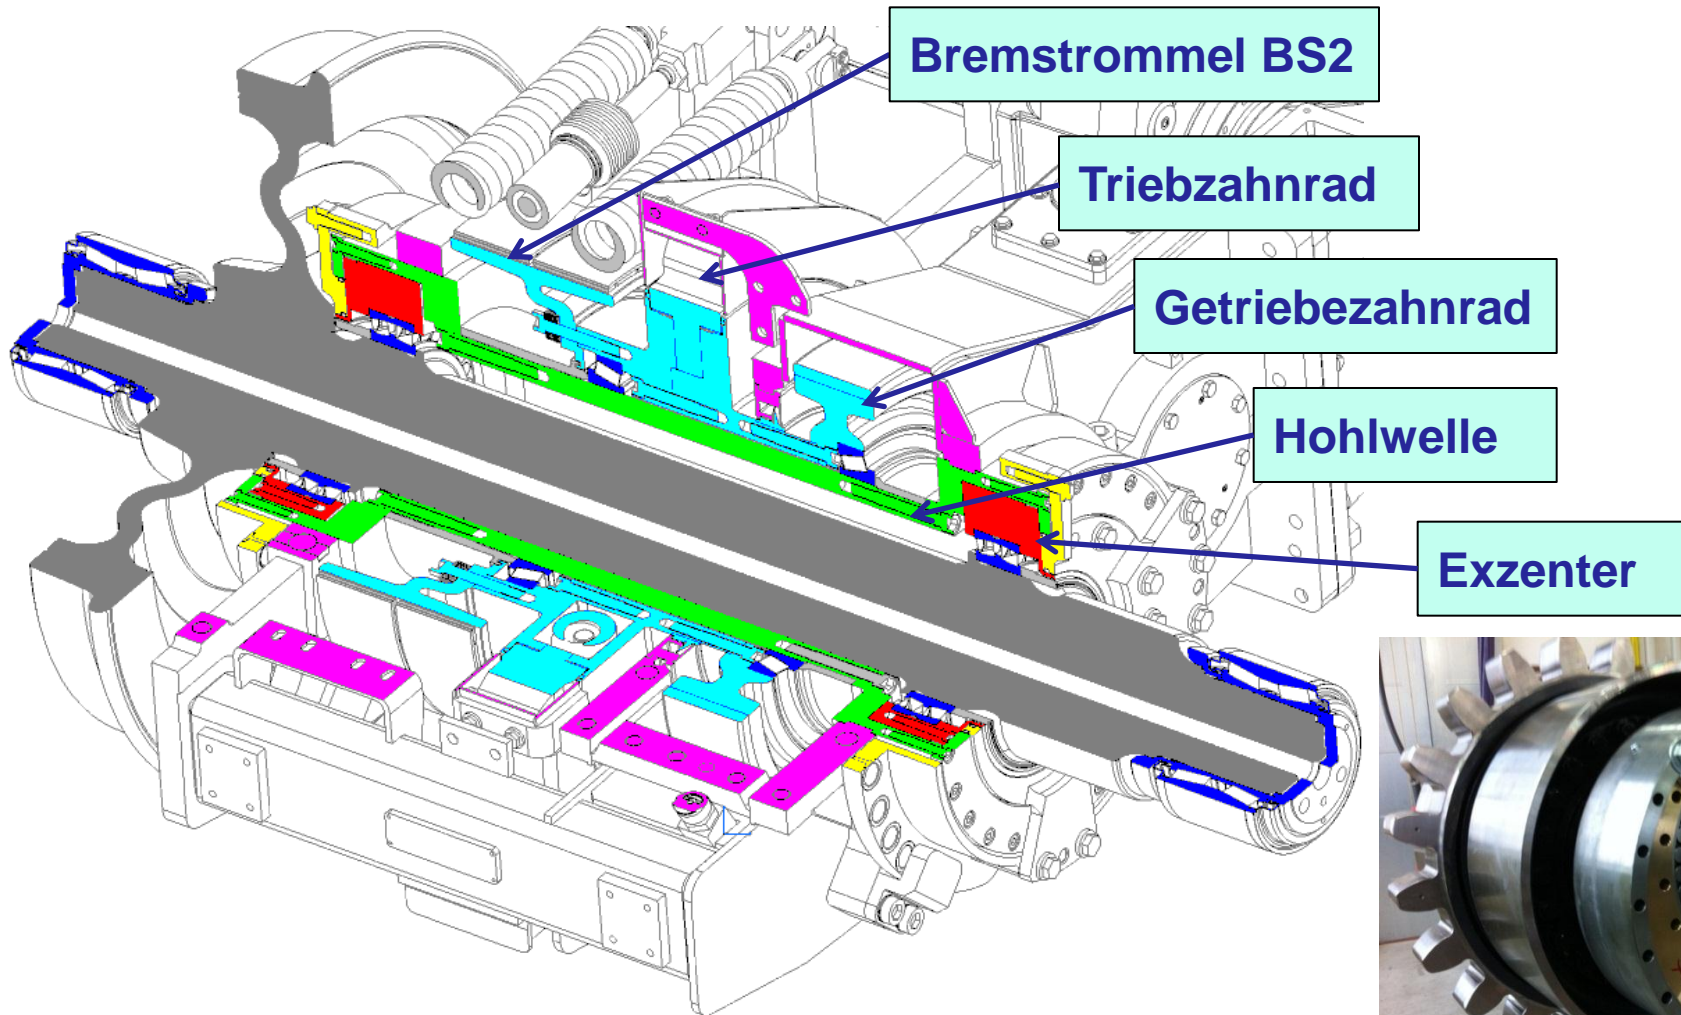 Bremstrommel BS2
Triebzahnrad
Getriebezahnrad
Hohlwelle
Exzenter